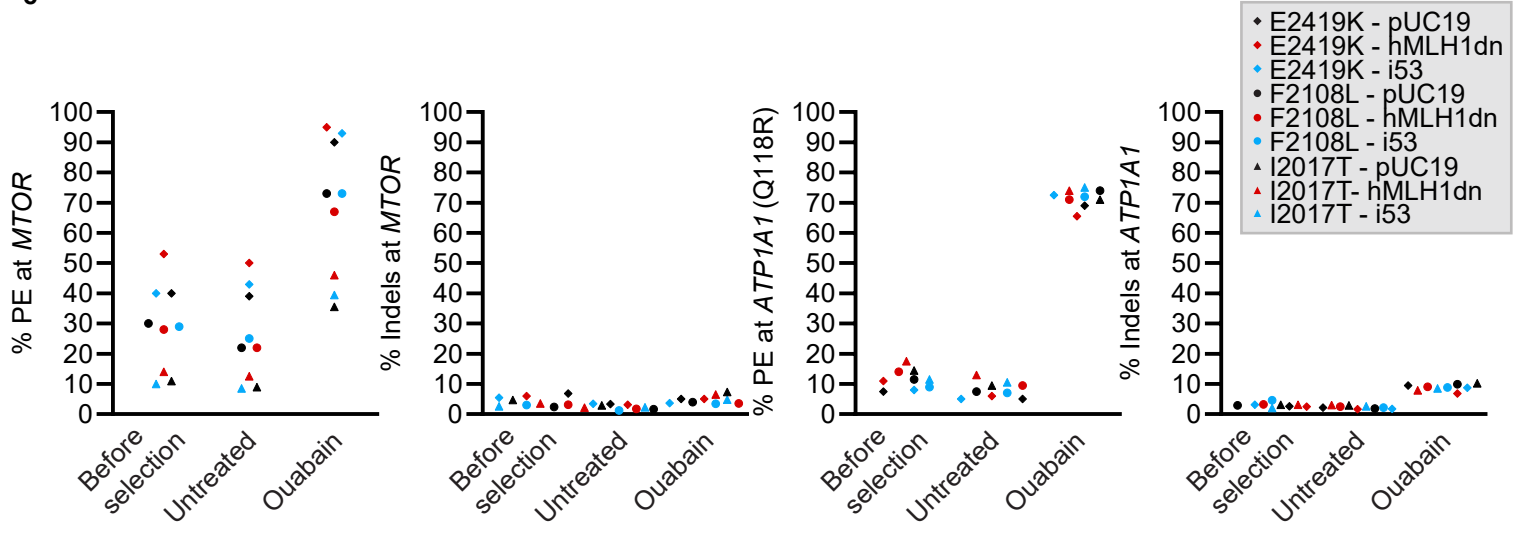 E2419K - pUC19
E2419K - hMLH1dn
E2419K - i53
F2108L - pUC19
F2108L - hMLH1dn
F2108L - i53
I2017T - pUC19
I2017T- hMLH1dn
I2017T - i53
% PE at MTOR
100
90
80
70
60
50
40
30
20
10
0
Before
selection
Untreated
Ouabain
% Indels at MTOR
100
90
80
70
60
50
40
30
20
10
0
Before
selection
Untreated
Ouabain
% PE at ATP1A1 (Q118R)
100
90
80
70
60
50
40
30
20
10
0
Before
selection
Untreated
Ouabain
% Indels at ATP1A1
100
90
80
70
60
50
40
30
20
10
0
Before
selection
Untreated
Ouabain